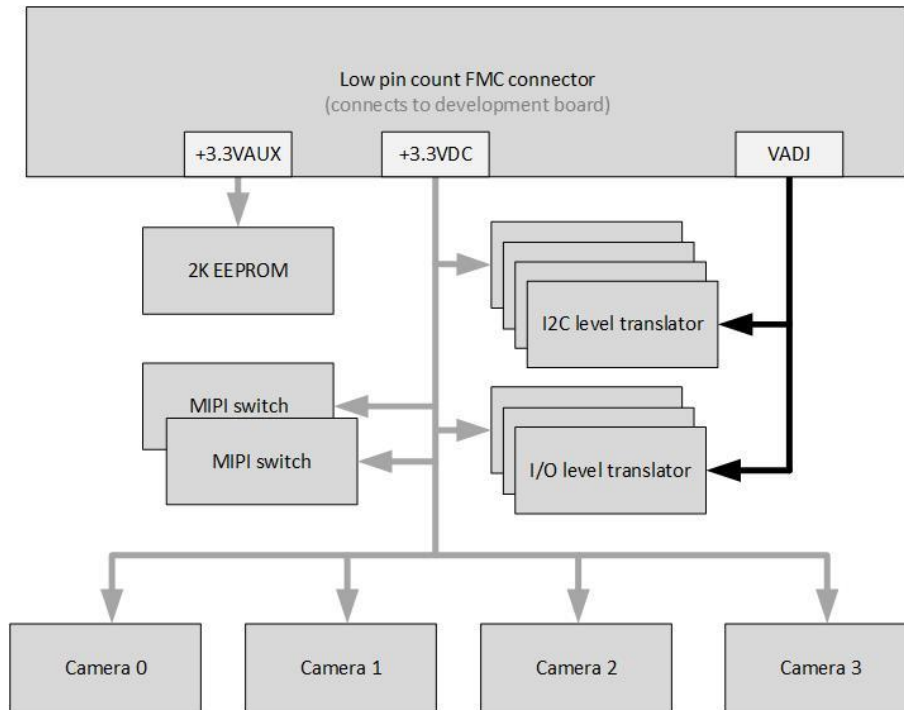 Low pin count FMC connector
(connects to development board)
+3.3VAUX
+3.3VDC
VADJ
2K EEPROM
I2C level translator
MIPI switch
MIPI switch
I/O level translator
Camera 0
Camera 1
Camera 2
Camera 3